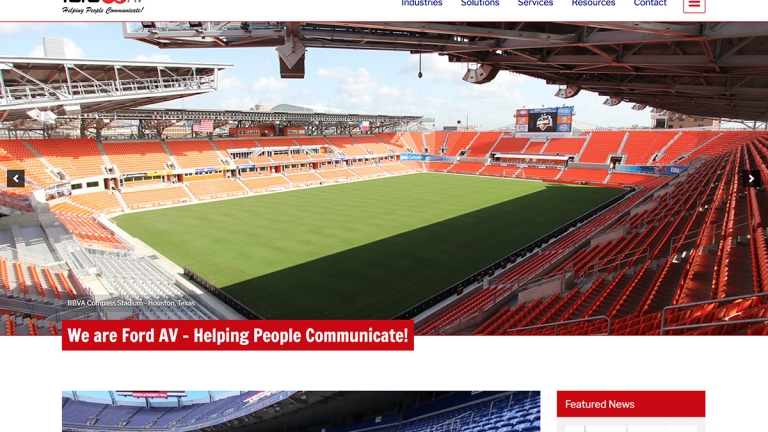 Industries Solutions Services Resources Contact
Helping People Communicate!
BBVA Compass Stadium - Houston, Texas
We are Ford AV - Helping People Communicate!
Featured News